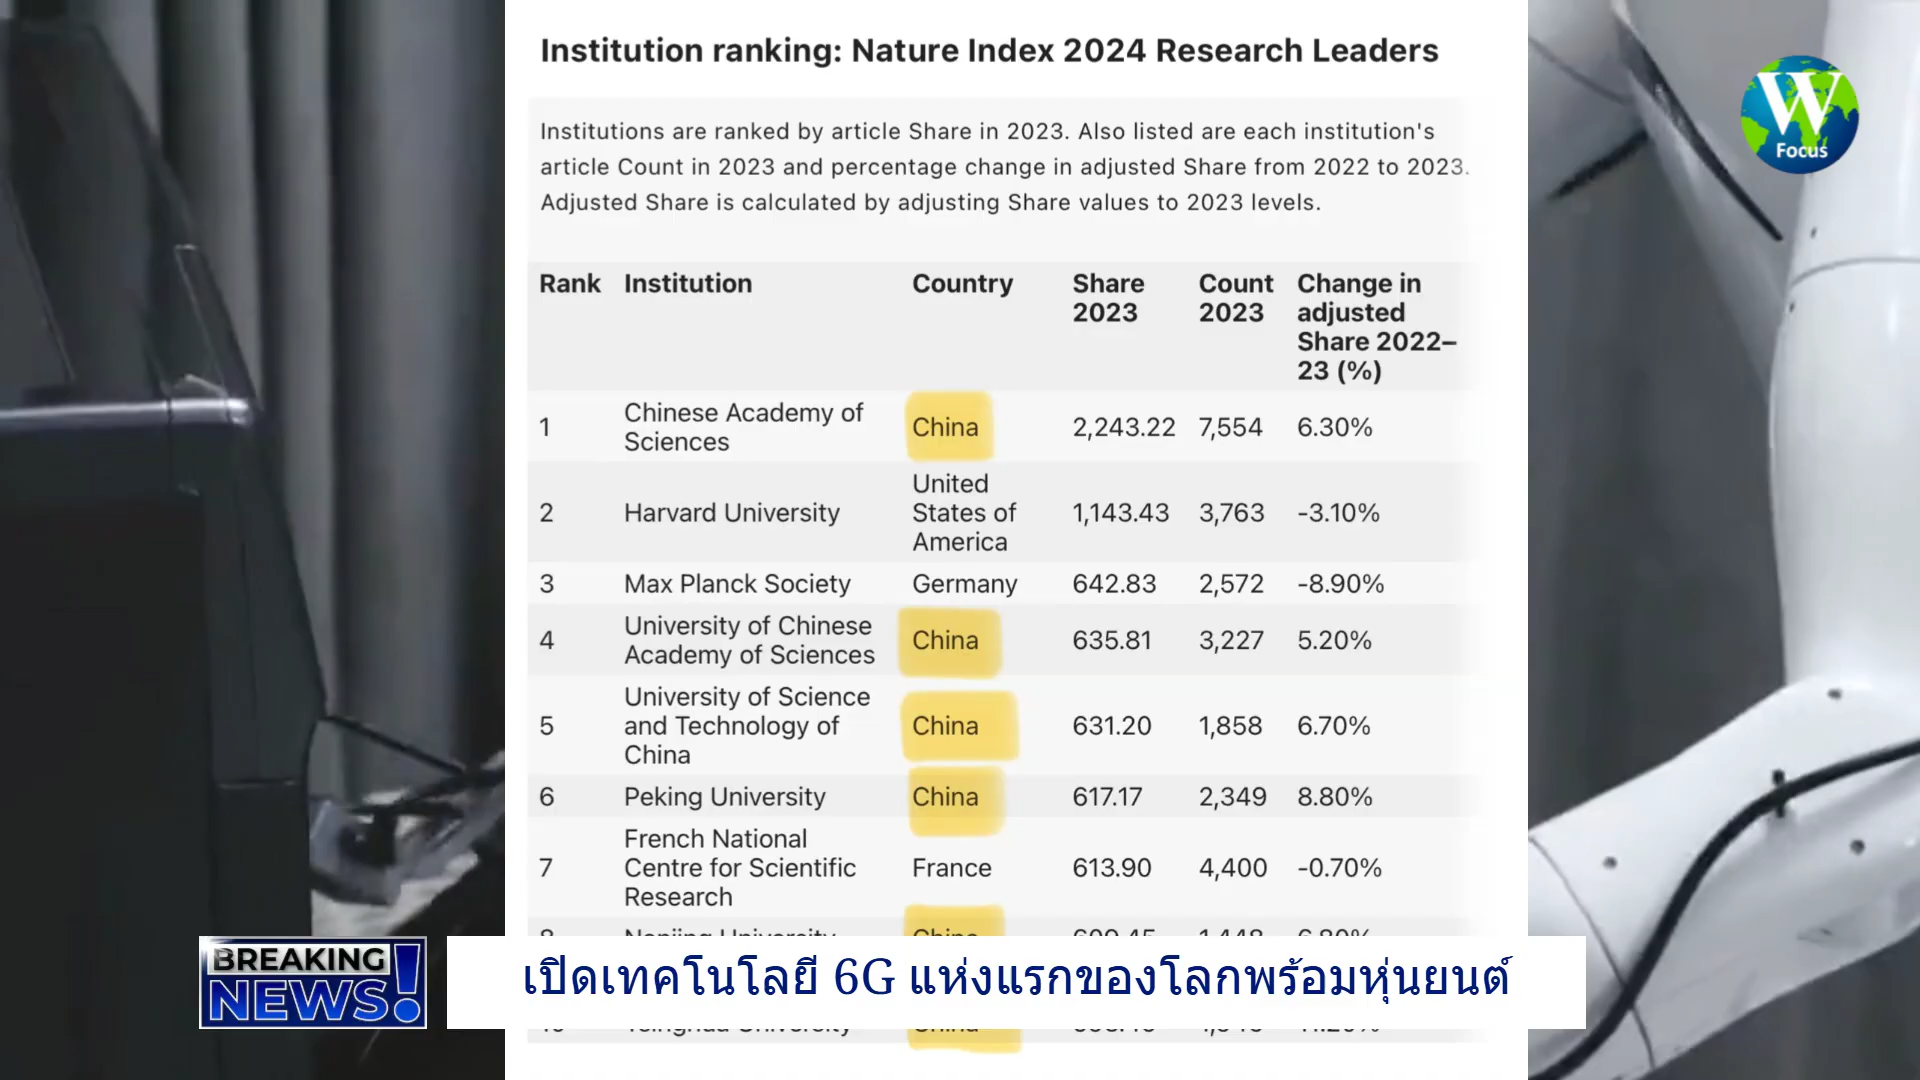 Institution ranking: Nature Index 2024 Research Leaders
W
Focus
Institutions are ranked by article Share in 2023. Also listed are each institution's
article Count in 2023 and percentage change in adjusted Share from 2022 to 2023.
Adjusted Share is calculated by adjusting Share values to 2023 levels.
Rank Institution Country Share 2023 Count 2023 Change in adjusted Share 2022–23 (%)
1 Chinese Academy of Sciences China 2,243.22 7,554 6.30%
2 Harvard University United States of America 1,143.43 3,763 -3.10%
3 Max Planck Society Germany 642.83 2,572 -8.90%
4 University of Chinese Academy of Sciences China 635.81 3,227 5.20%
5 University of Science and Technology of China China 631.20 1,858 6.70%
6 Peking University China 617.17 2,349 8.80%
7 French National Centre for Scientific Research France 613.90 4,400 -0.70%
BREAKING
NEWS!
เปิดเทคโนโลยี 6G แห่งแรกของโลกพร้อมหุ่นยนต์